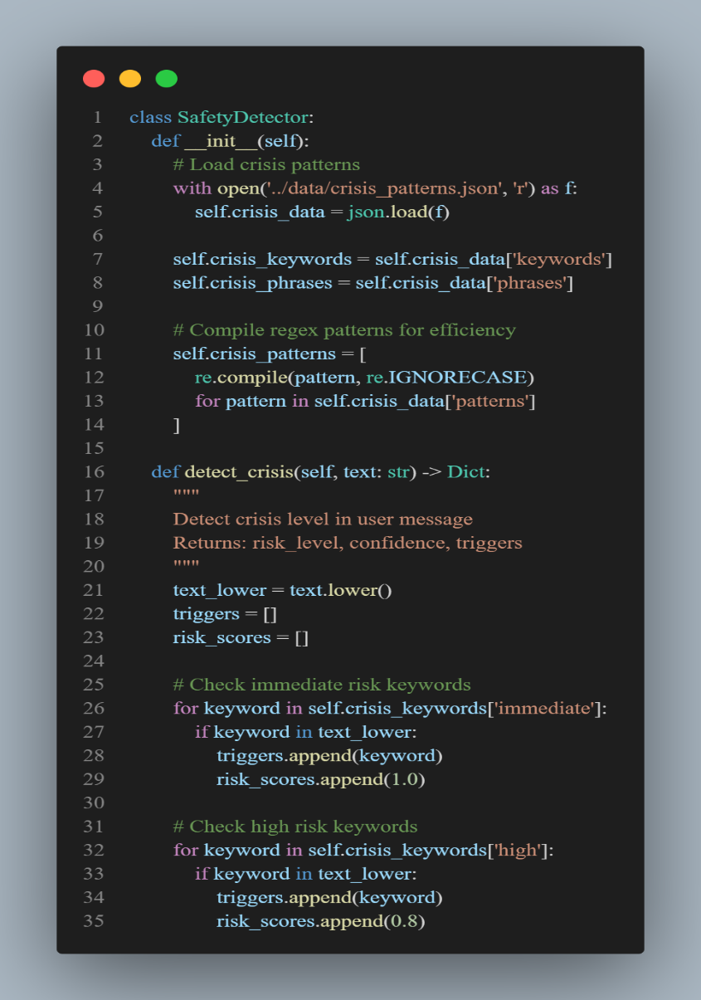 1 class SafetyDetector:
2     def __init__(self):
3         # Load crisis patterns
4         with open('../data/crisis_patterns.json', 'r') as f:
5             self.crisis_data = json.load(f)
6
7         self.crisis_keywords = self.crisis_data['keywords']
8         self.crisis_phrases = self.crisis_data['phrases']
9
10         # Compile regex patterns for efficiency
11         self.crisis_patterns = [
12             re.compile(pattern, re.IGNORECASE)
13             for pattern in self.crisis_data['patterns']
14         ]
15
16     def detect_crisis(self, text: str) -> Dict:
17         """
18         Detect crisis level in user message
19         Returns: risk_level, confidence, triggers
20         """
21         text_lower = text.lower()
22         triggers = []
23         risk_scores = []
24
25         # Check immediate risk keywords
26         for keyword in self.crisis_keywords['immediate']:
27             if keyword in text_lower:
28                 triggers.append(keyword)
29                 risk_scores.append(1.0)
30
31         # Check high risk keywords
32         for keyword in self.crisis_keywords['high']:
33             if keyword in text_lower:
34                 triggers.append(keyword)
35                 risk_scores.append(0.8)